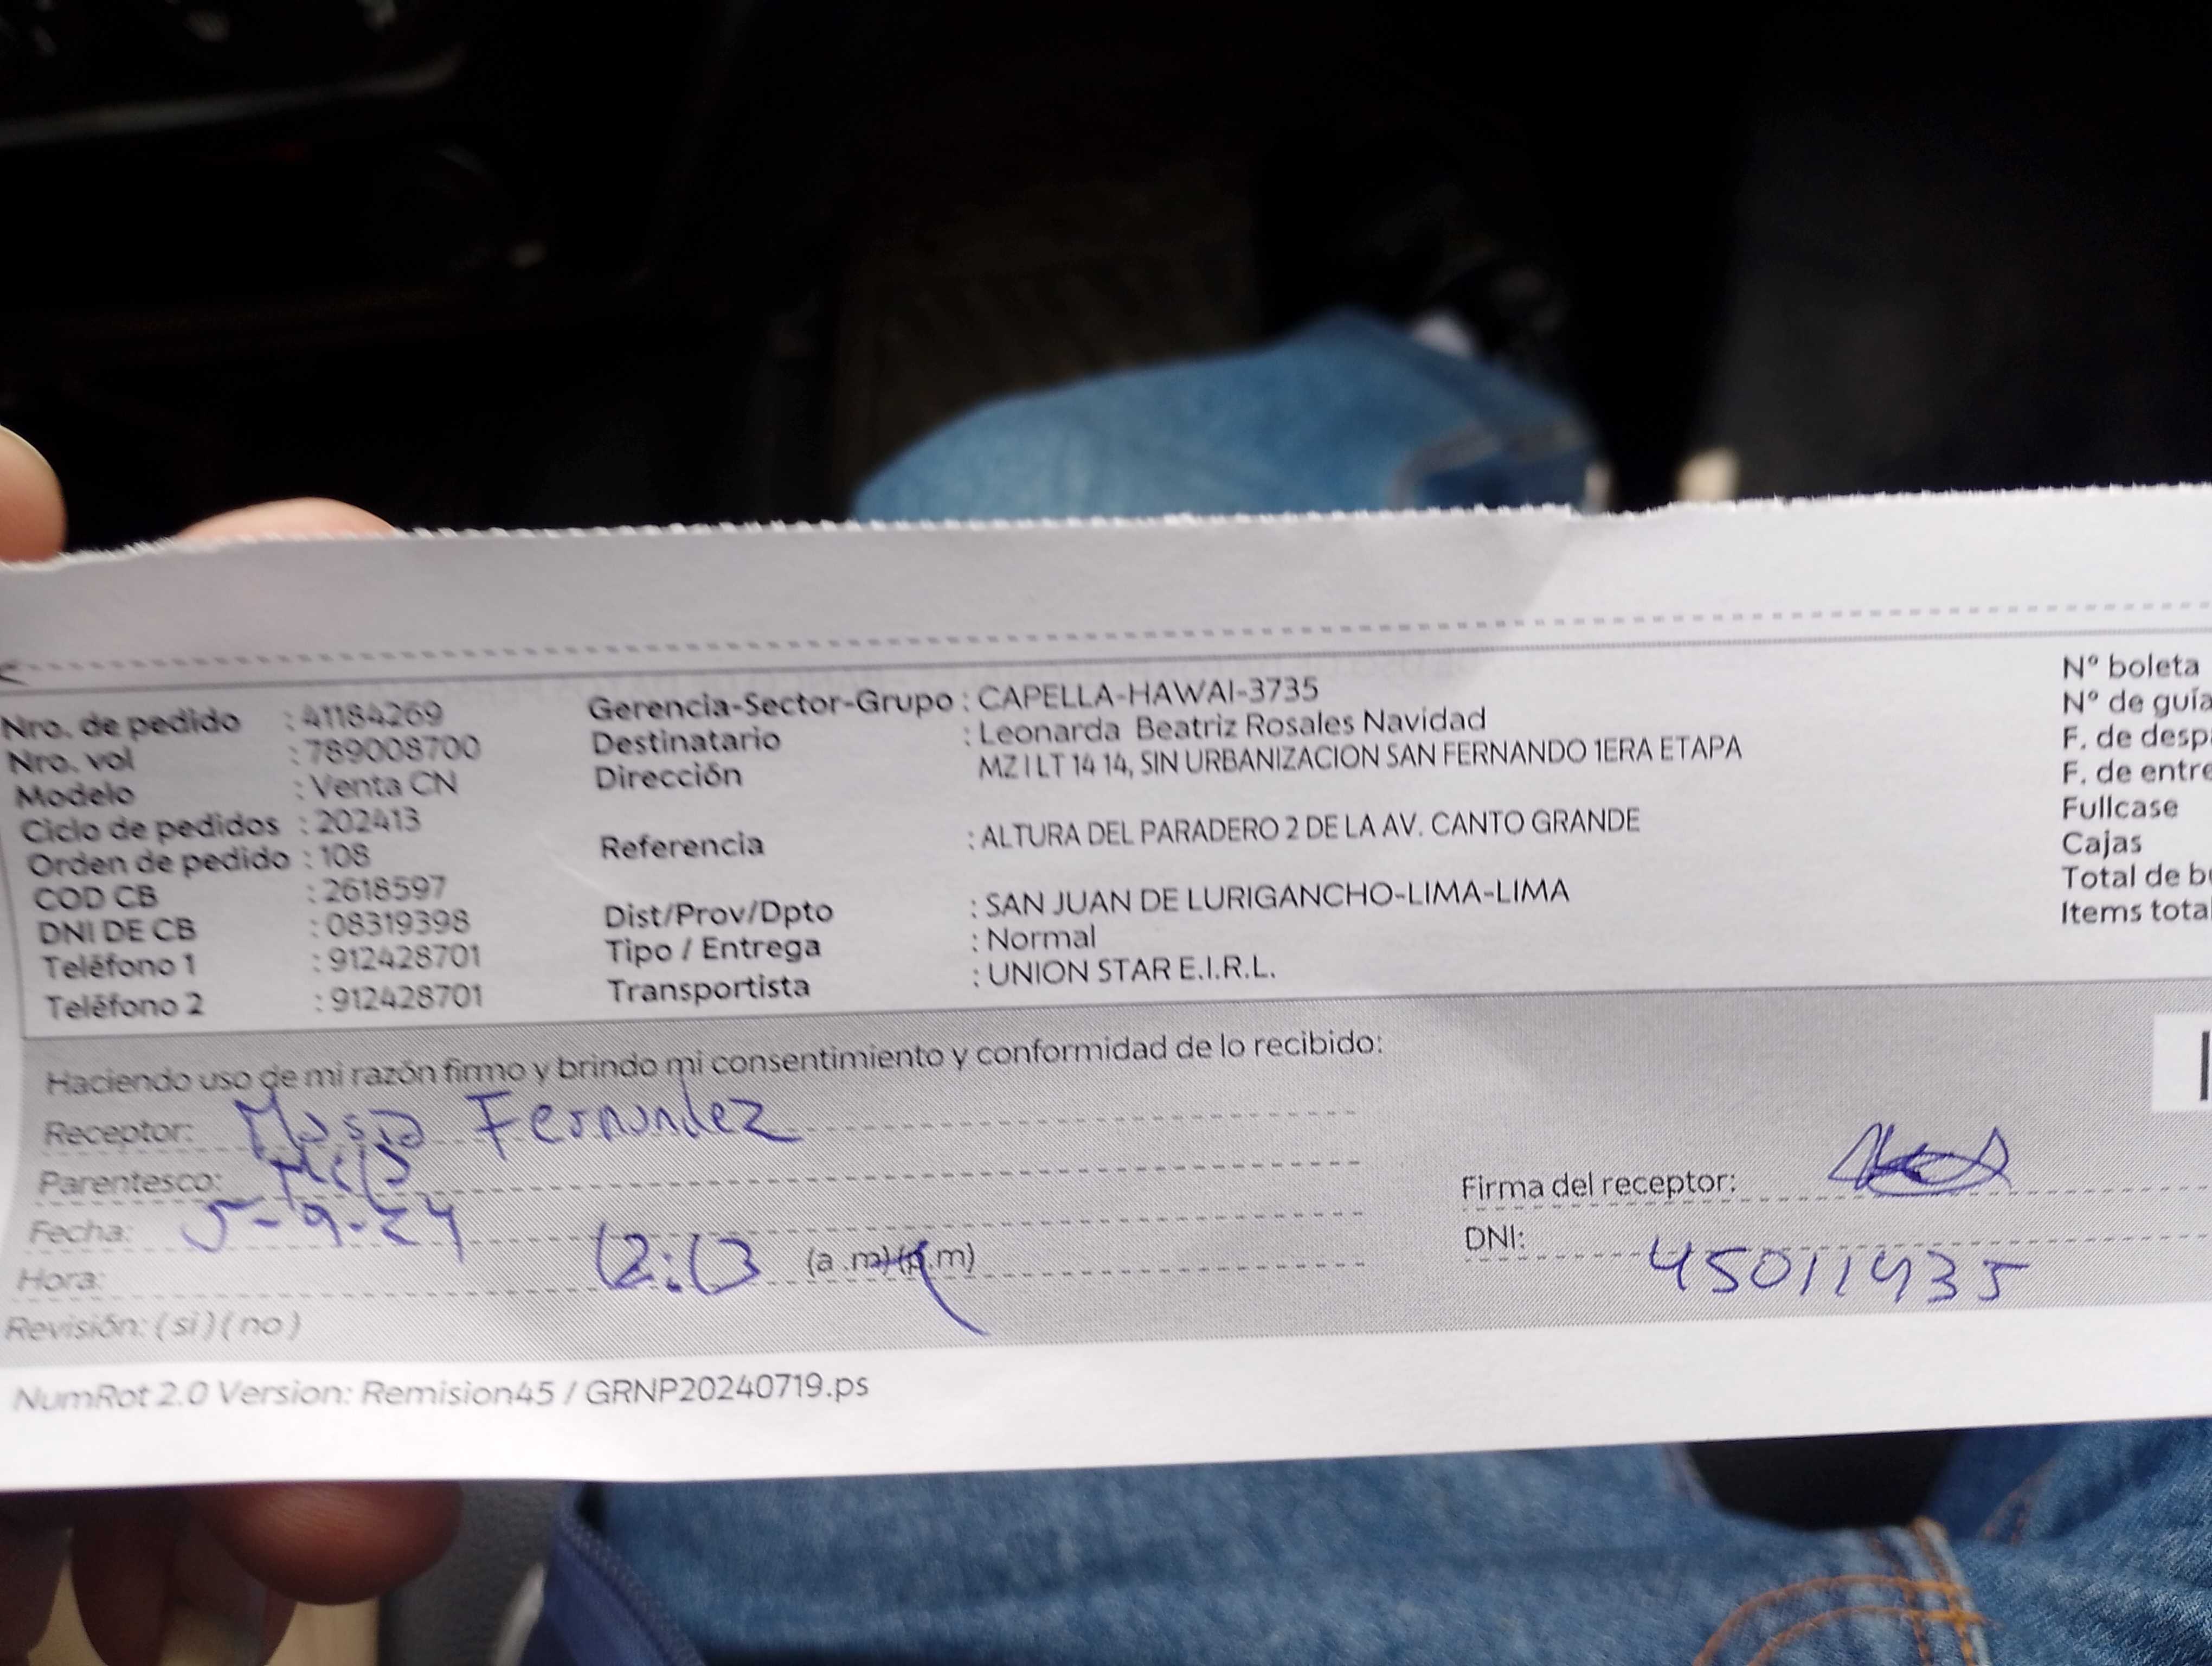 Nro. de pedido : 41184269
Nro. vol : 789008700
Modelo : Venta CN
Ciclo de pedidos : 202413
Orden de pedido : 108
COD CB : 2618597
DNI DE CB : 08319398
Teléfono 1 : 912428701
Teléfono 2 : 912428701
Gerencia-Sector-Grupo : CAPELLA-HAWAI-3735
Destinatario : Leonarda Beatriz Rosales Navidad
Dirección MZ I LT 14 14, SIN URBANIZACION SAN FERNANDO 1ERA ETAPA
Referencia : ALTURA DEL PARADERO 2 DE LA AV. CANTO GRANDE
Dist/Prov/Dpto : SAN JUAN DE LURIGANCHO-LIMA-LIMA
Tipo / Entrega : Normal
Transportista : UNION STAR E.I.R.L.
Nº boleta
Nº de guía
F. de desp
F. de entre
Fullcase
Cajas
Total de b
Items total
Haciendo uso de mi razón firmo y brindo mi consentimiento y conformidad de lo recibido:
Receptor: Fernandez
Parentesco:
Fecha: 5-9-24
Hora: 12:13 (a.m)(p.m)
Revisión: (si)(no)
Firma del receptor:
DNI: 45011435
NumRot 2.0 Version: Remision45 / GRNP20240719.ps